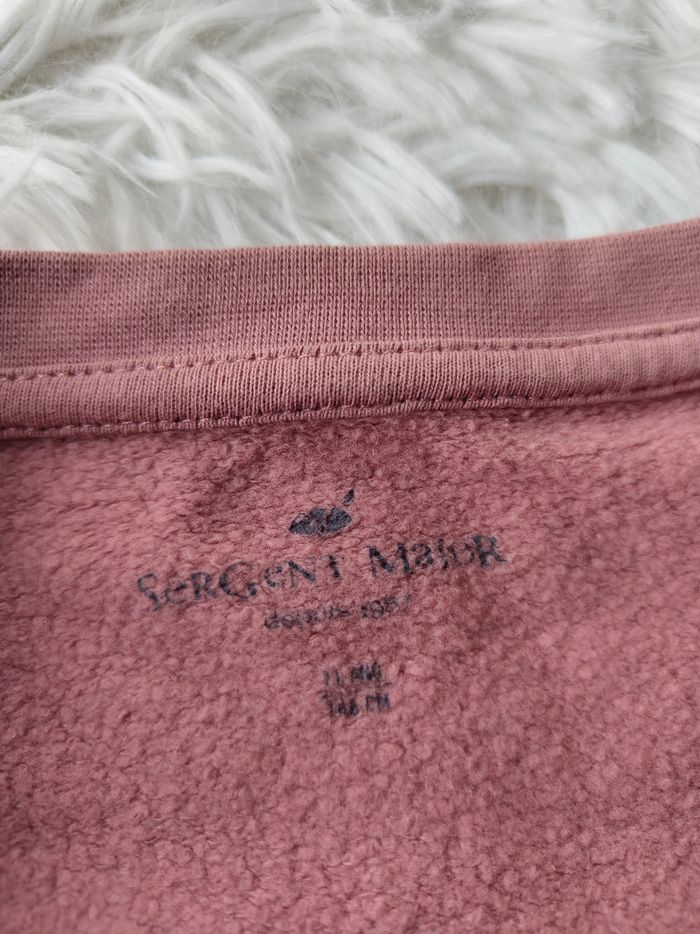 SERGENT MAJOR
depuis 1987
11 ANS
146 CM